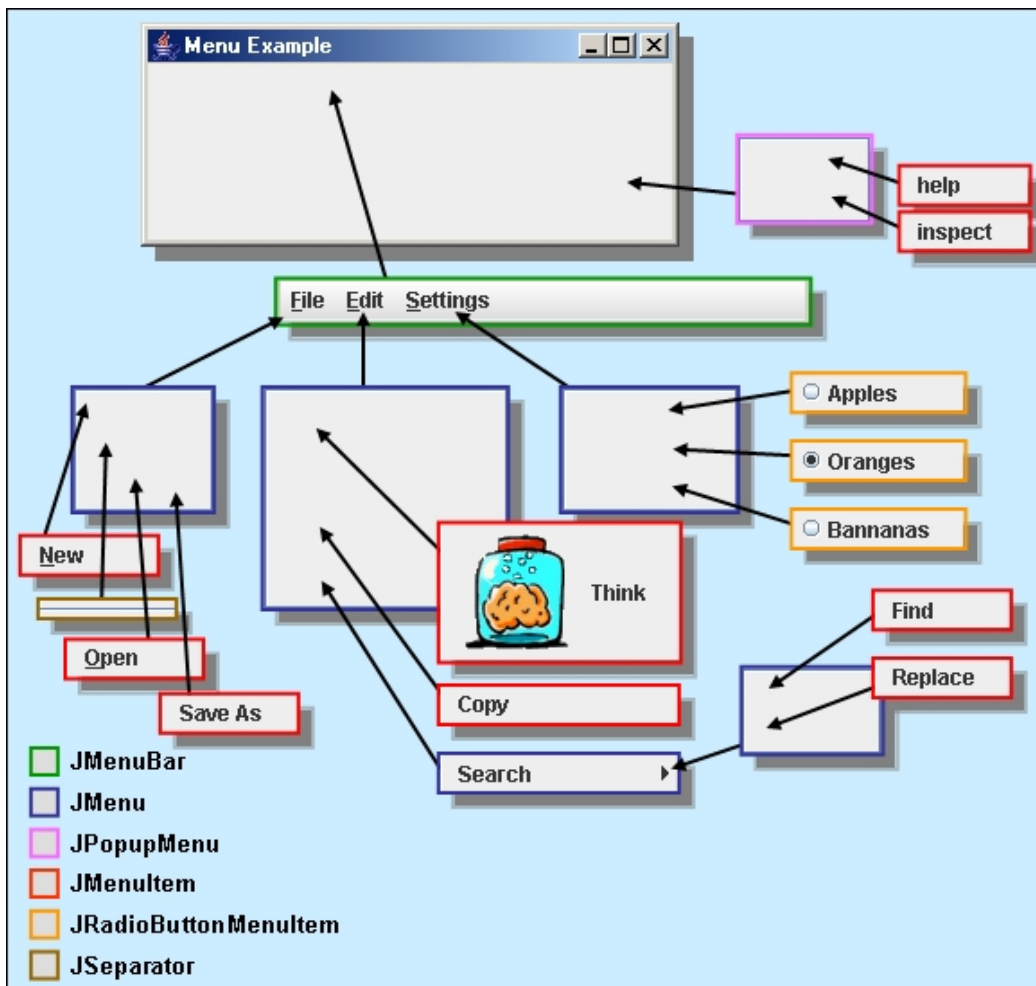 Menu Example
help
inspect
File Edit Settings
Apples
Oranges
Bannanas
New
Think
Open
Find
Replace
Save As
Copy
Search
JMenuBar
JMenu
JPopupMenu
JMenuItem
JRadioButtonMenuItem
JSeparator